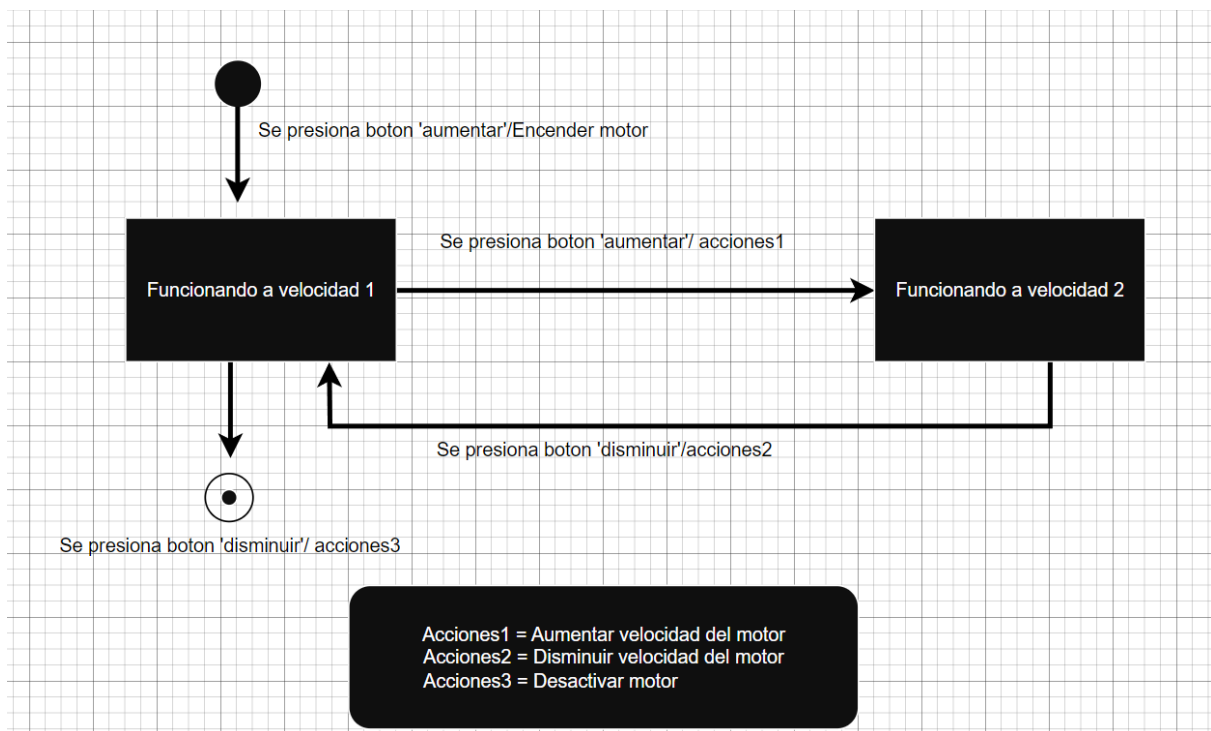 Se presiona boton 'aumentar'/Encender motor
Se presiona boton 'aumentar'/ acciones1
Funcionando a velocidad 1
Funcionando a velocidad 2
Se presiona boton 'disminuir'/acciones2
Se presiona boton 'disminuir'/ acciones3
Acciones1 = Aumentar velocidad del motor
Acciones2 = Disminuir velocidad del motor
Acciones3 = Desactivar motor